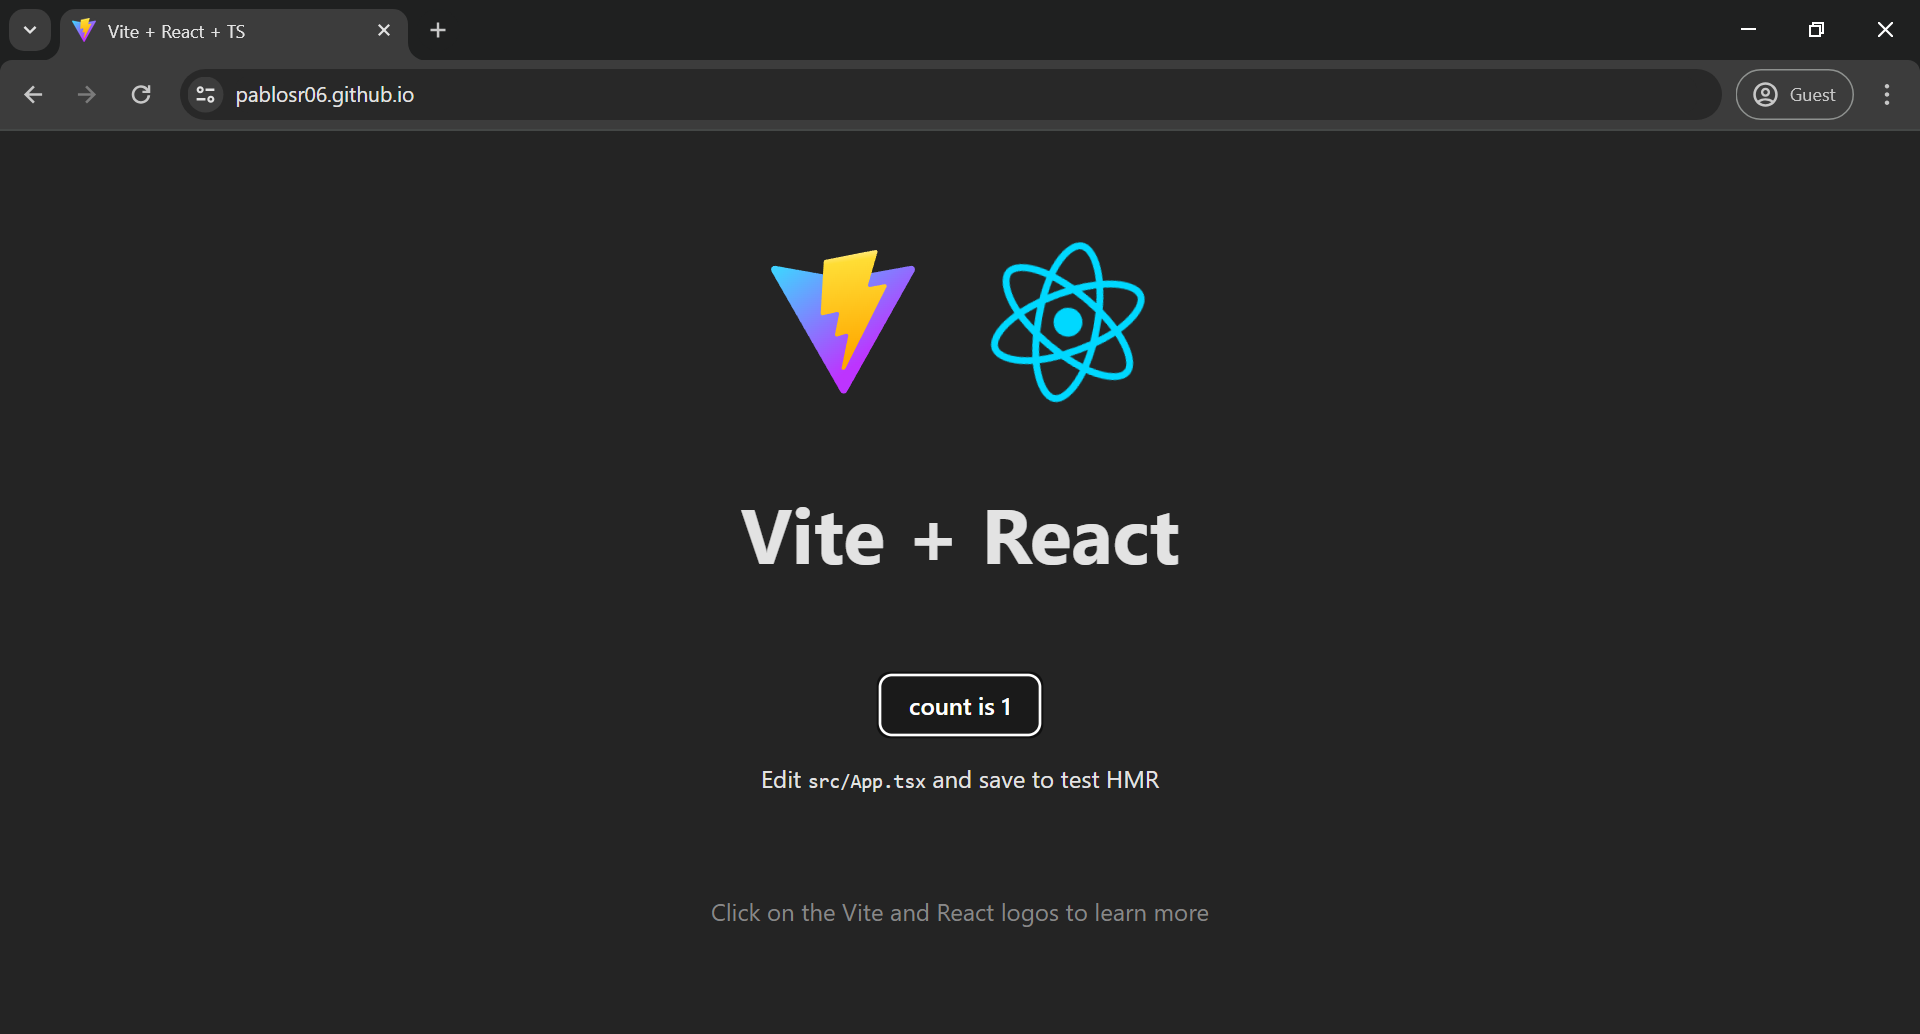 Vite + React + TS
pablosr06.github.io
Guest
Vite + React
count is 1
Edit src/App.tsx and save to test HMR
Click on the Vite and React logos to learn more